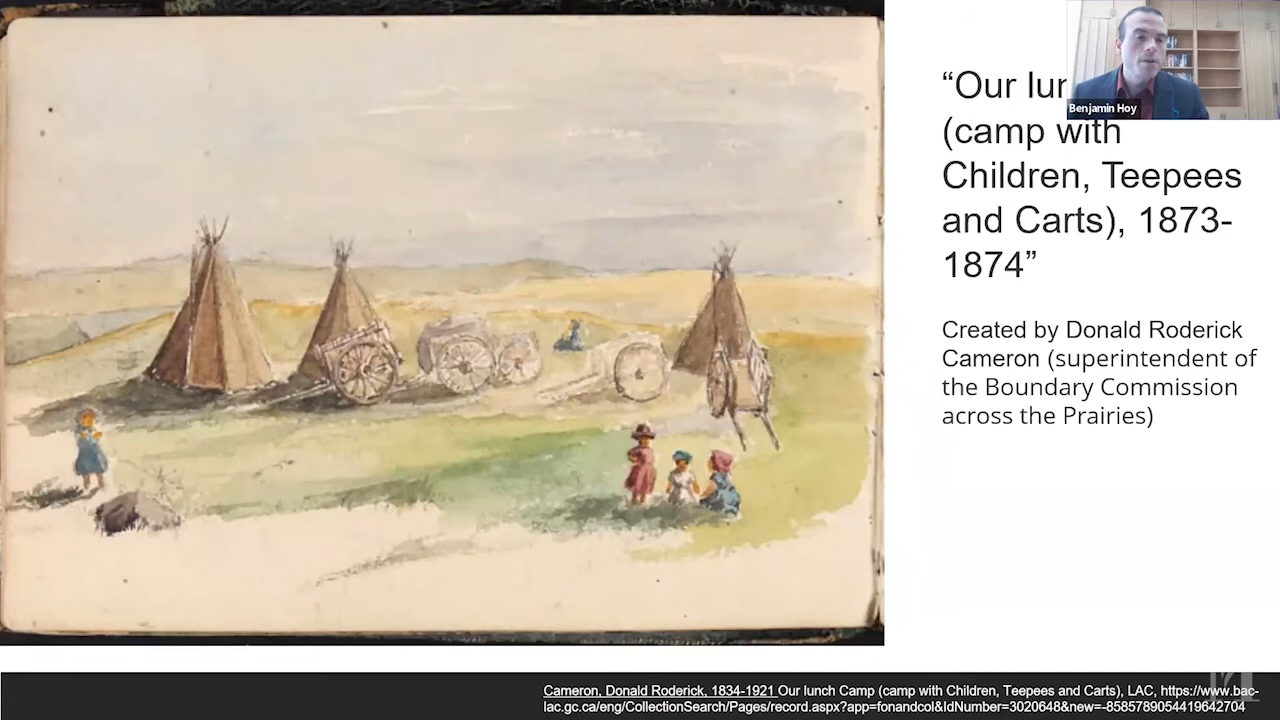 “Our lun
(camp with
Children, Teepees
and Carts), 1873-
1874”
Benjamin Hoy
Created by Donald Roderick
Cameron (superintendent of
the Boundary Commission
across the Prairies)
Cameron, Donald Roderick, 1834-1921 Our lunch Camp (camp with Children, Teepees and Carts), LAC, https://www.bac-
lac.gc.ca/eng/CollectionSearch/Pages/record.aspx?app=fonandcol&IdNumber=3020648&new=-8585789054419642704